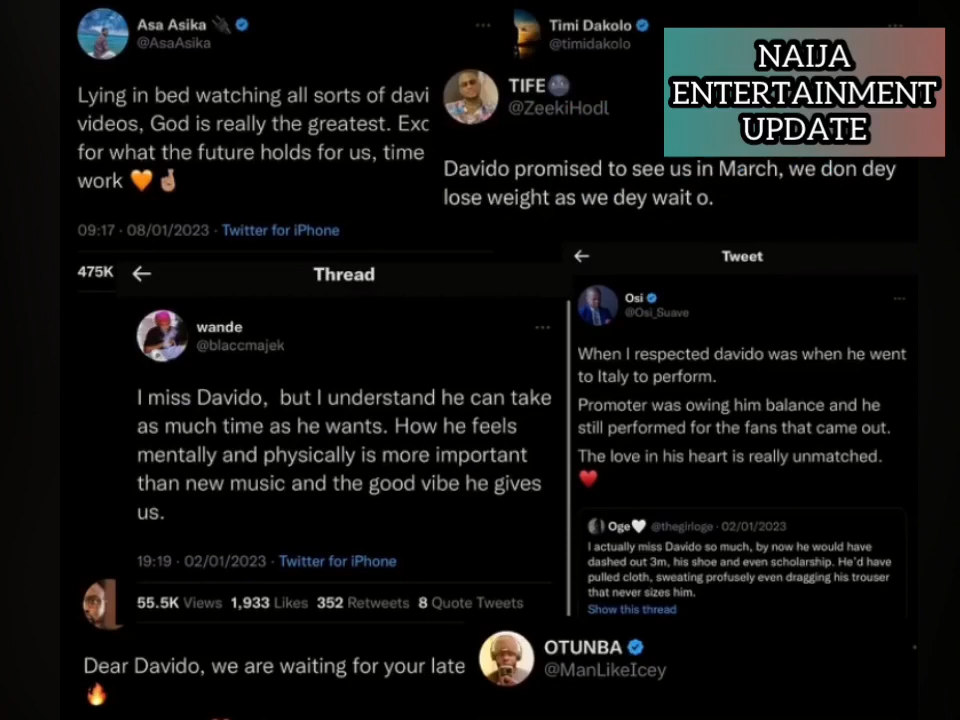 Asa Asika
@AsaAsika
Lying in bed watching all sorts of davi
videos, God is really the greatest. Exc
for what the future holds for us, time
work 🧡🤞🏽
09:17 · 08/01/2023 · Twitter for iPhone
475K
Timi Dakolo
@timidakolo
TIFE🌚
@ZeekiHodl
Davido promised to see us in March, we don dey
lose weight as we dey wait o.
NAIJA
ENTERTAINMENT
UPDATE
← Thread
wande
@blaccmajek
I miss Davido, but I understand he can take
as much time as he wants. How he feels
mentally and physically is more important
than new music and the good vibe he gives
us.
19:19 · 02/01/2023 · Twitter for iPhone
55.5K Views 1,933 Likes 352 Retweets 8 Quote Tweets
← Tweet
Osi
@Osi_Suave
When I respected davido was when he went
to Italy to perform.
Promoter was owing him balance and he
still performed for the fans that came out.
The love in his heart is really unmatched.
♥️
Oge🤍 @thegirloge · 02/01/2023
I actually miss Davido so much, by now he would have
dashed out 3m, his shoe and even scholarship. He'd have
pulled cloth, sweating profusely even dragging his trouser
that never sizes him.
Show this thread
Dear Davido, we are waiting for your late
🔥
OTUNBA
@ManLikeIcey